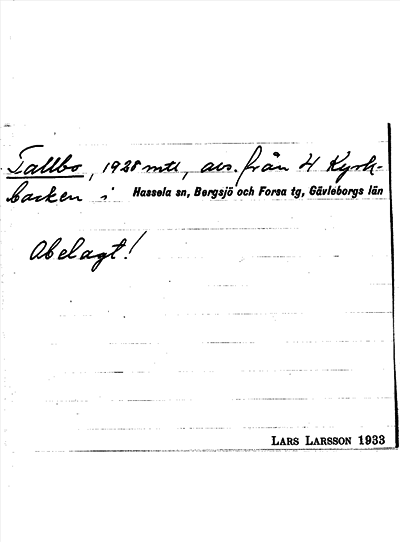 Tallbo, 1928 mtl, avs. från 4 Kyrk-
backen i Hassela sn, Bergsjö och Forsa tg, Gävleborgs län
Obelagt!
LARS LARSSON 1933